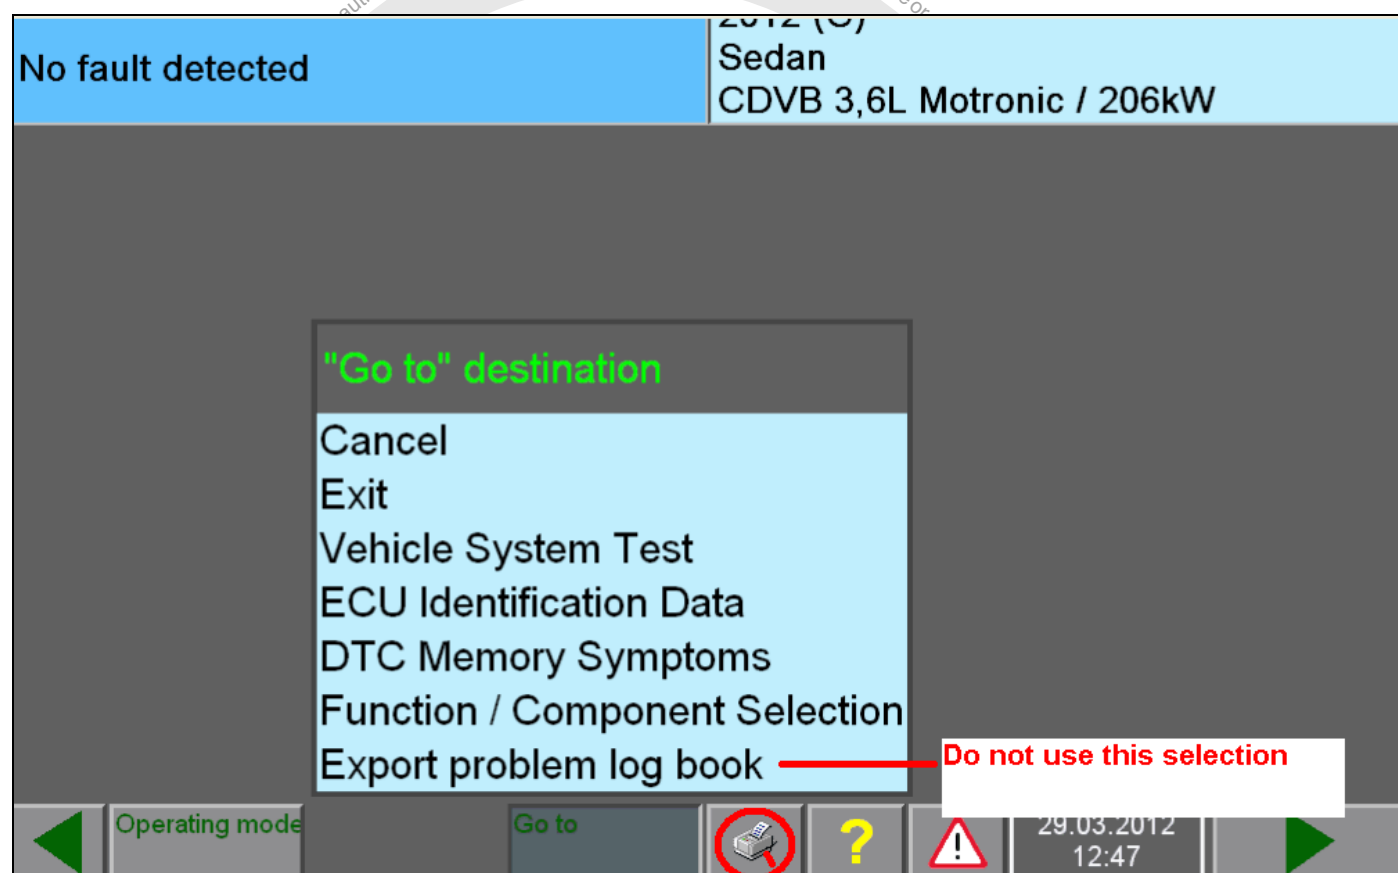 No fault detected
Sedan
CDVB 3,6L Motronic / 206kW
"Go to" destination
Cancel
Exit
Vehicle System Test
ECU Identification Data
DTC Memory Symptoms
Function / Component Selection
Export problem log book
Do not use this selection
Operating mode
Go to
?
!
29.03.2012
12:47